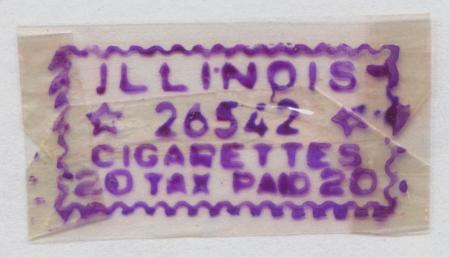 ILLINOIS
☆ 26542 ☆
CIGARETTES
20 TAX PAID 20